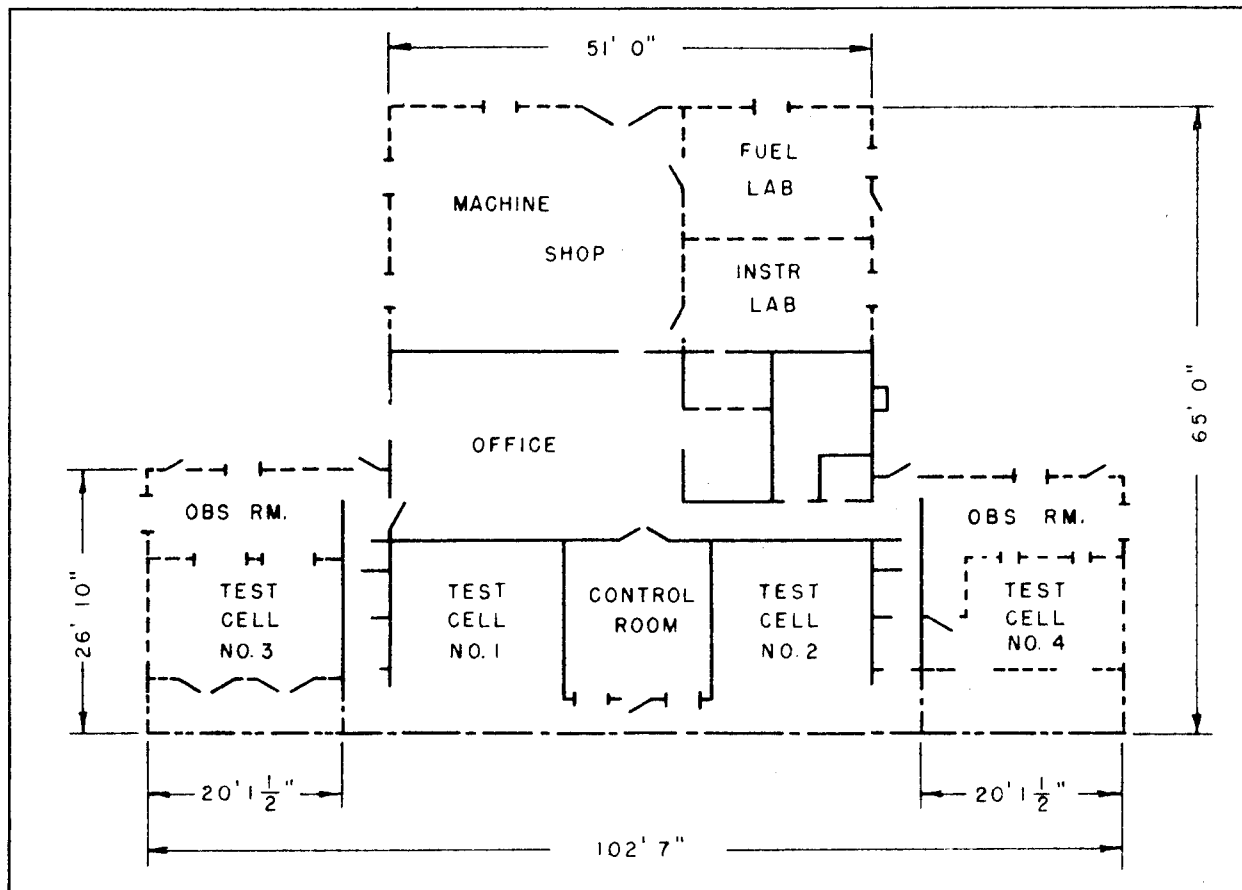 51' 0"
FUEL
LAB
MACHINE
SHOP
INSTR
LAB
65' 0"
OFFICE
OBS RM.
OBS RM.
26' 10"
TEST
CELL
NO. 3
TEST
CELL
NO. 1
CONTROL
ROOM
TEST
CELL
NO. 2
TEST
CELL
NO. 4
20' 1 1/2"
20' 1 1/2"
102' 7"